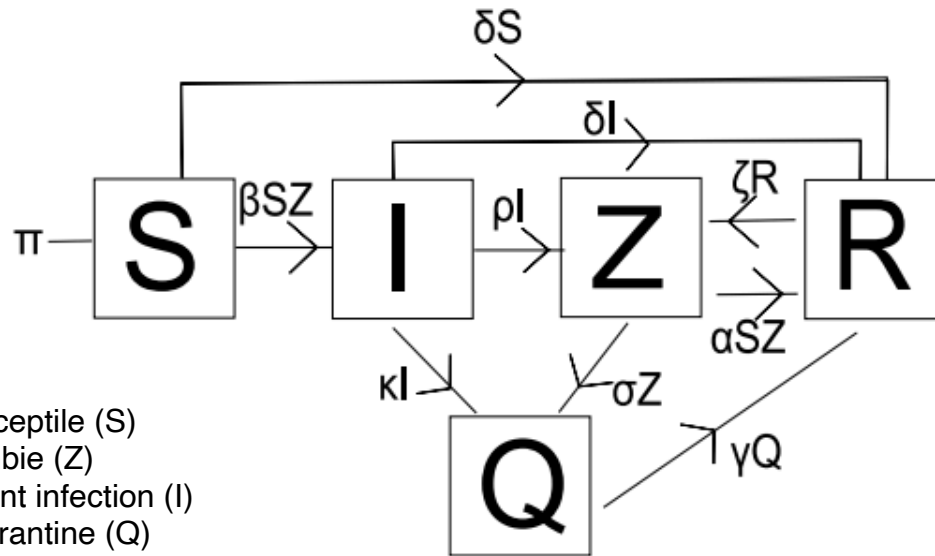 δS
δI
βSZ
ρI
ζR
π
S
I
Z
R
αSZ
κI
σZ
γQ
Q
ceptile (S)
bie (Z)
nt infection (I)
rantine (Q)